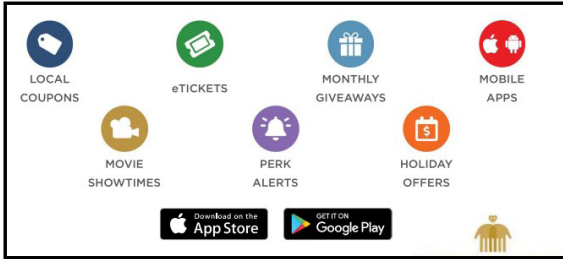 LOCAL
COUPONS
eTICKETS
MONTHLY
GIVEAWAYS
MOBILE
APPS
MOVIE
SHOWTIMES
PERK
ALERTS
$
HOLIDAY
OFFERS
Download on the
App Store
GET IT ON
Google Play